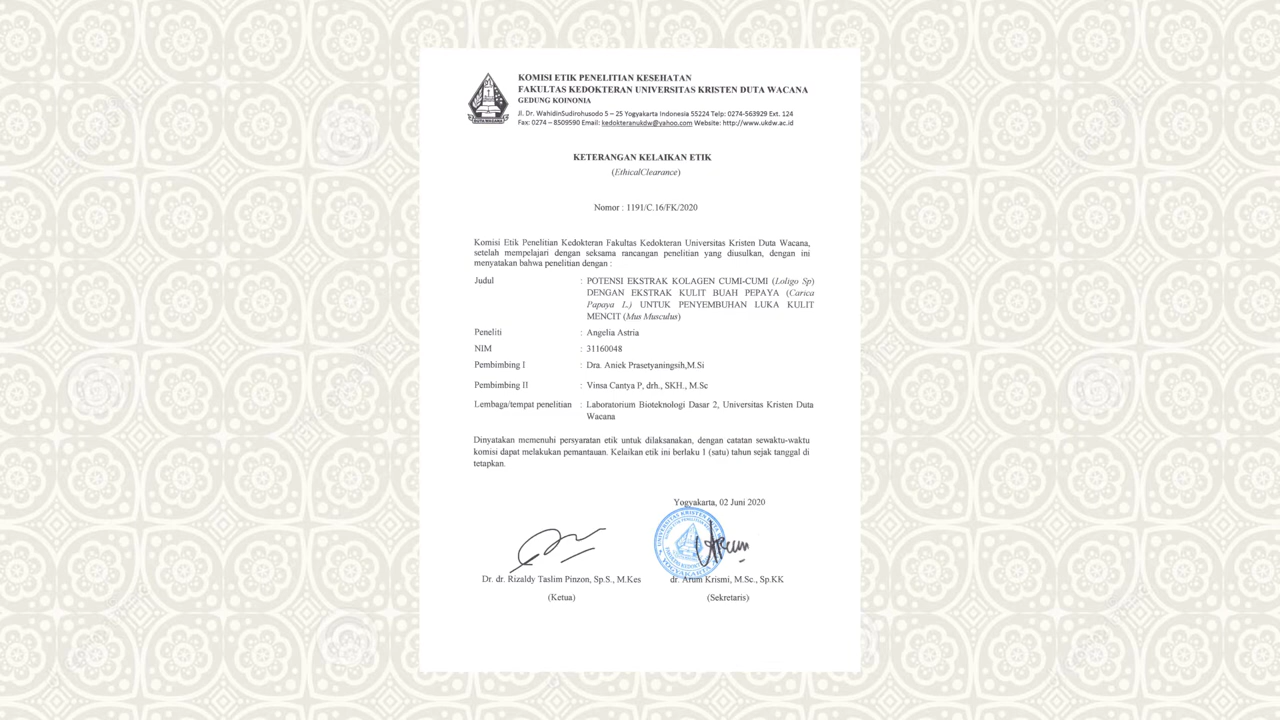 KOMISI ETIK PENELITIAN KESEHATAN
FAKULTAS KEDOKTERAN UNIVERSITAS KRISTEN DUTA WACANA
GEDUNG KOINONIA
Jl. Dr. WahidinSudirohusodo 5 – 25 Yogyakarta Indonesia 55224 Telp: 0274-563929 Ext. 124
Fax: 0274 – 8509590 Email: kedokteranukdw@yahoo.com Website: http://www.ukdw.ac.id
DUTA WACANA
KETERANGAN KELAIKAN ETIK
(EthicalClearance)
Nomor : 1191/C.16/FK/2020
Komisi Etik Penelitian Kedokteran Fakultas Kedokteran Universitas Kristen Duta Wacana,
setelah mempelajari dengan seksama rancangan penelitian yang diusulkan, dengan ini
menyatakan bahwa penelitian dengan :
Judul : POTENSI EKSTRAK KOLAGEN CUMI-CUMI (Loligo Sp)
DENGAN EKSTRAK KULIT BUAH PEPAYA (Carica
Papaya L.) UNTUK PENYEMBUHAN LUKA KULIT
MENCIT (Mus Musculus)
Peneliti : Angelia Astria
NIM : 31160048
Pembimbing I : Dra. Aniek Prasetyaningsih,M.Si
Pembimbing II : Vinsa Cantya P, drh., SKH., M.Sc
Lembaga/tempat penelitian : Laboratorium Bioteknologi Dasar 2, Universitas Kristen Duta
Wacana
Dinyatakan memenuhi persyaratan etik untuk dilaksanakan, dengan catatan sewaktu-waktu
komisi dapat melakukan pemantauan. Kelaikan etik ini berlaku 1 (satu) tahun sejak tanggal di
tetapkan.
Yogyakarta, 02 Juni 2020
UNIVERSITAS KRISTEN DUTA
YOGYAKARTA
Dr. dr. Rizaldy Taslim Pinzon, Sp.S., M.Kes
dr. Arum Krismi, M.Sc., Sp.KK
(Ketua)
(Sekretaris)